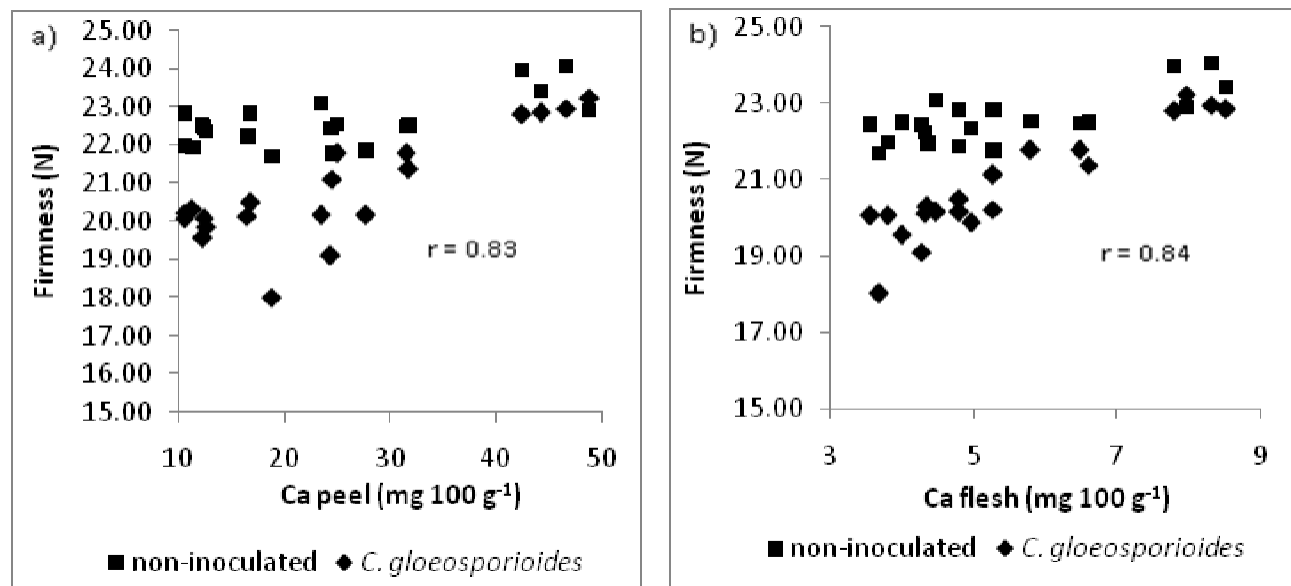 a)
25.00
24.00
23.00
22.00
21.00
20.00
19.00
18.00
17.00
16.00
15.00
Firmness (N)
r = 0.83
10 20 30 40 50
Ca peel (mg 100 g⁻¹)
non-inoculated C. gloeosporioides
b)
25.00
23.00
21.00
19.00
17.00
15.00
Firmness (N)
r = 0.84
3 5 7 9
Ca flesh (mg 100 g⁻¹)
non-inoculated C. gloeosporioides